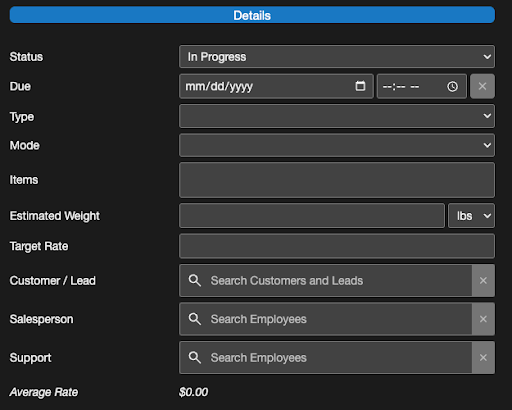 Details
Status In Progress
Due mm/dd/yyyy --:-- --
Type
Mode
Items
Estimated Weight lbs
Target Rate
Customer / Lead Search Customers and Leads
Salesperson Search Employees
Support Search Employees
Average Rate $0.00